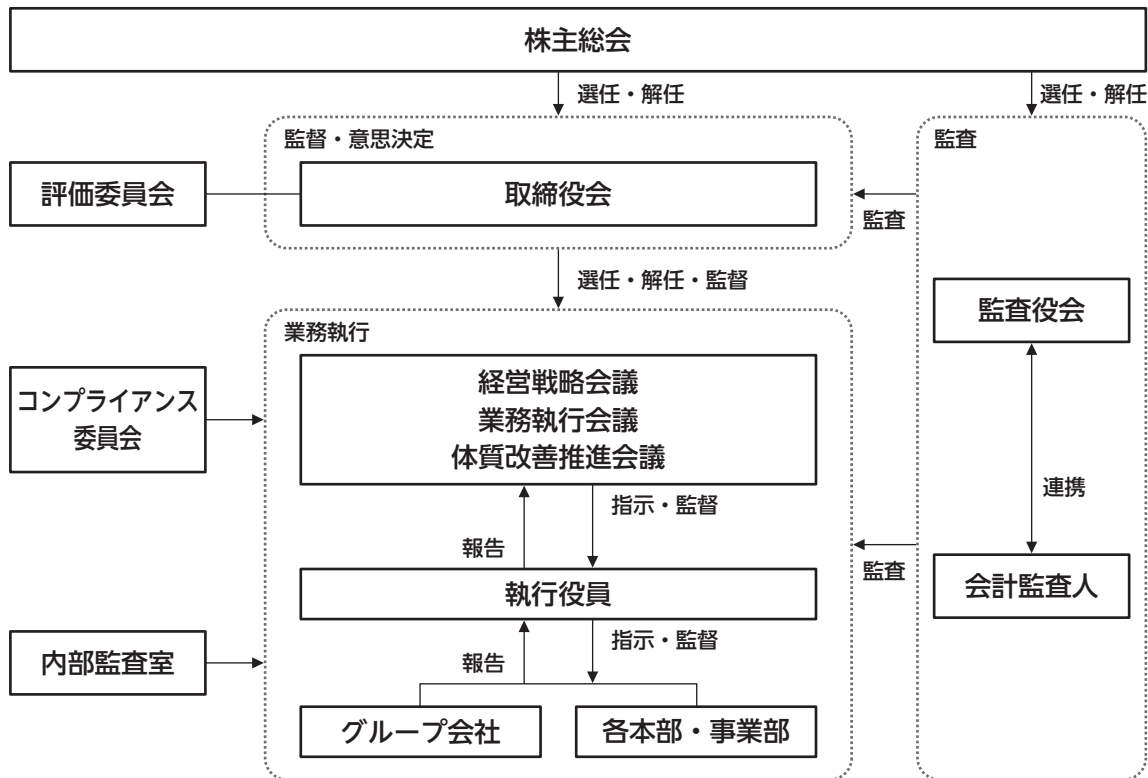 株主総会
選任・解任
選任・解任
監督・意思決定
監査
評価委員会
取締役会
監査
選任・解任・監督
監査役会
業務執行
コンプライアンス
委員会
経営戦略会議
業務執行会議
体質改善推進会議
連携
指示・監督
報告
監査
執行役員
会計監査人
内部監査室
指示・監督
報告
グループ会社
各本部・事業部